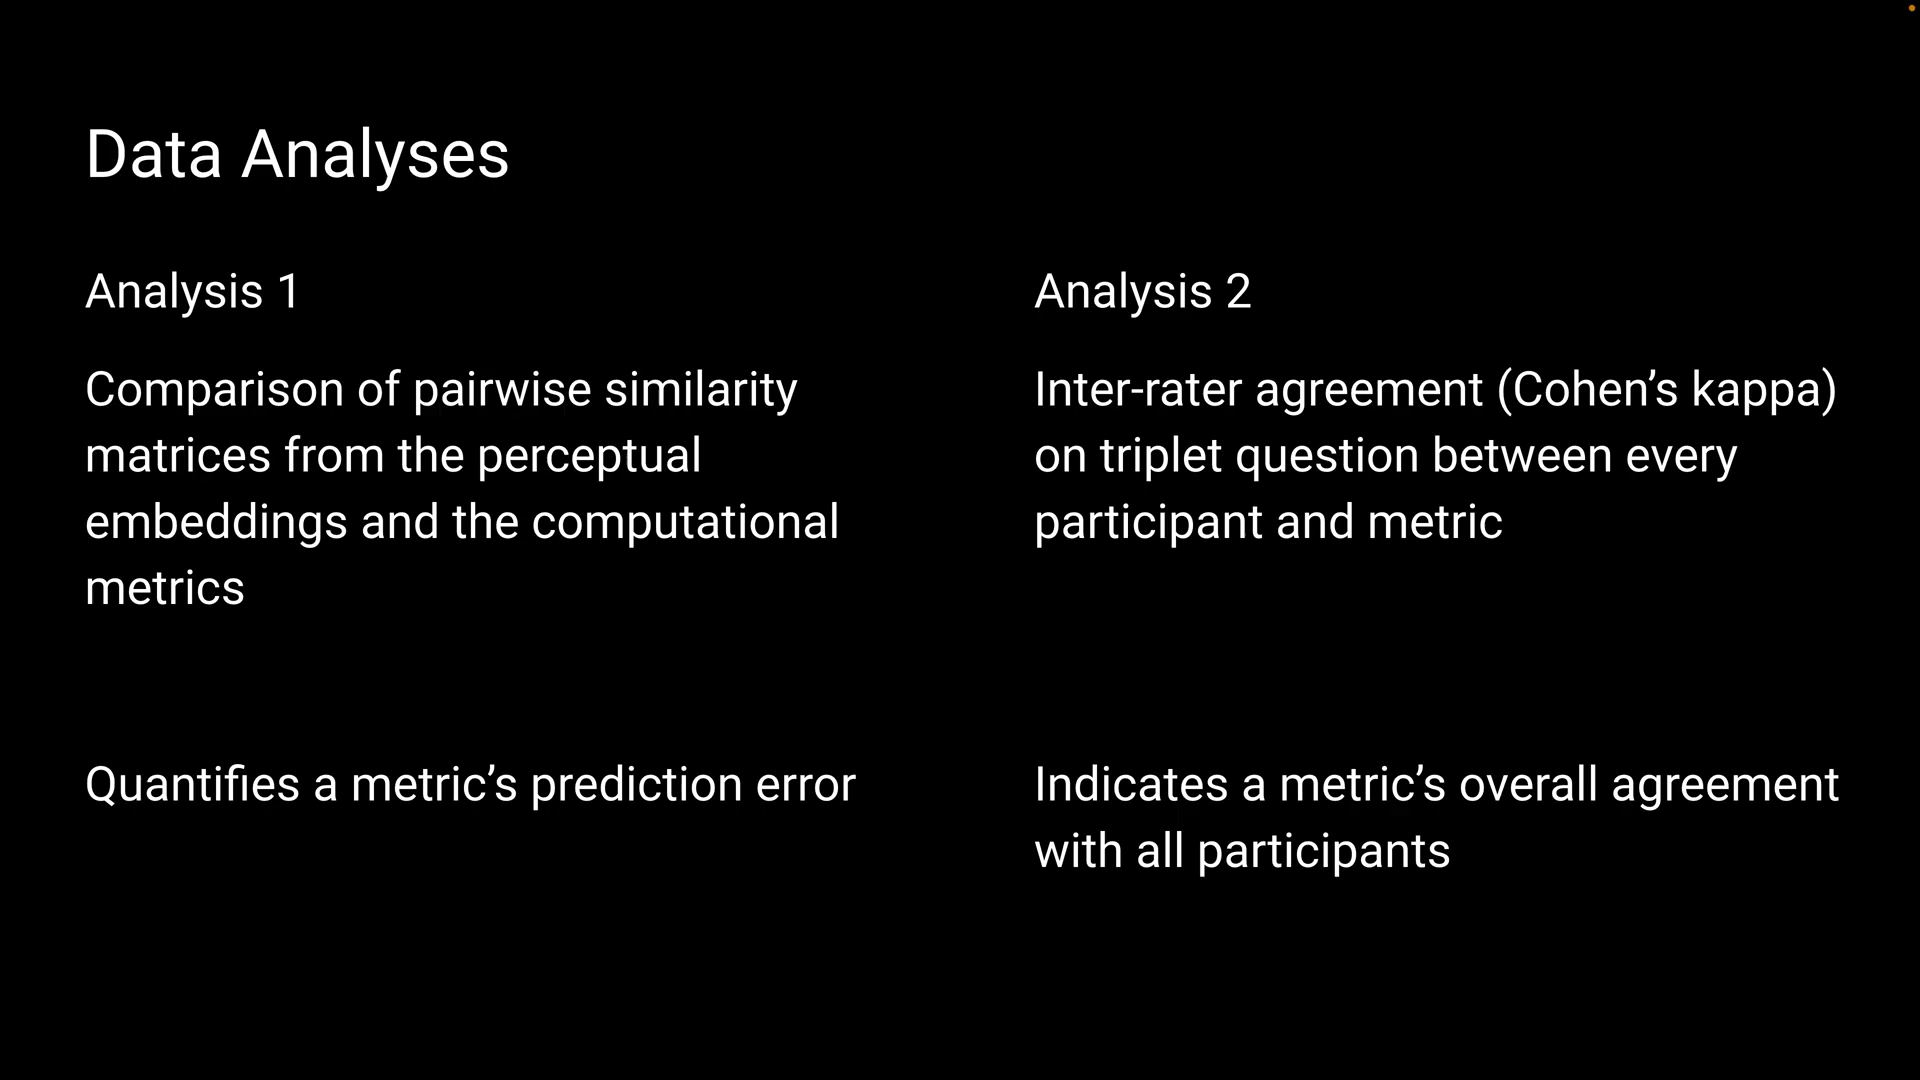 Data Analyses
Analysis 1
Comparison of pairwise similarity
matrices from the perceptual
embeddings and the computational
metrics
Quantifies a metric’s prediction error
Analysis 2
Inter-rater agreement (Cohen’s kappa)
on triplet question between every
participant and metric
Indicates a metric’s overall agreement
with all participants